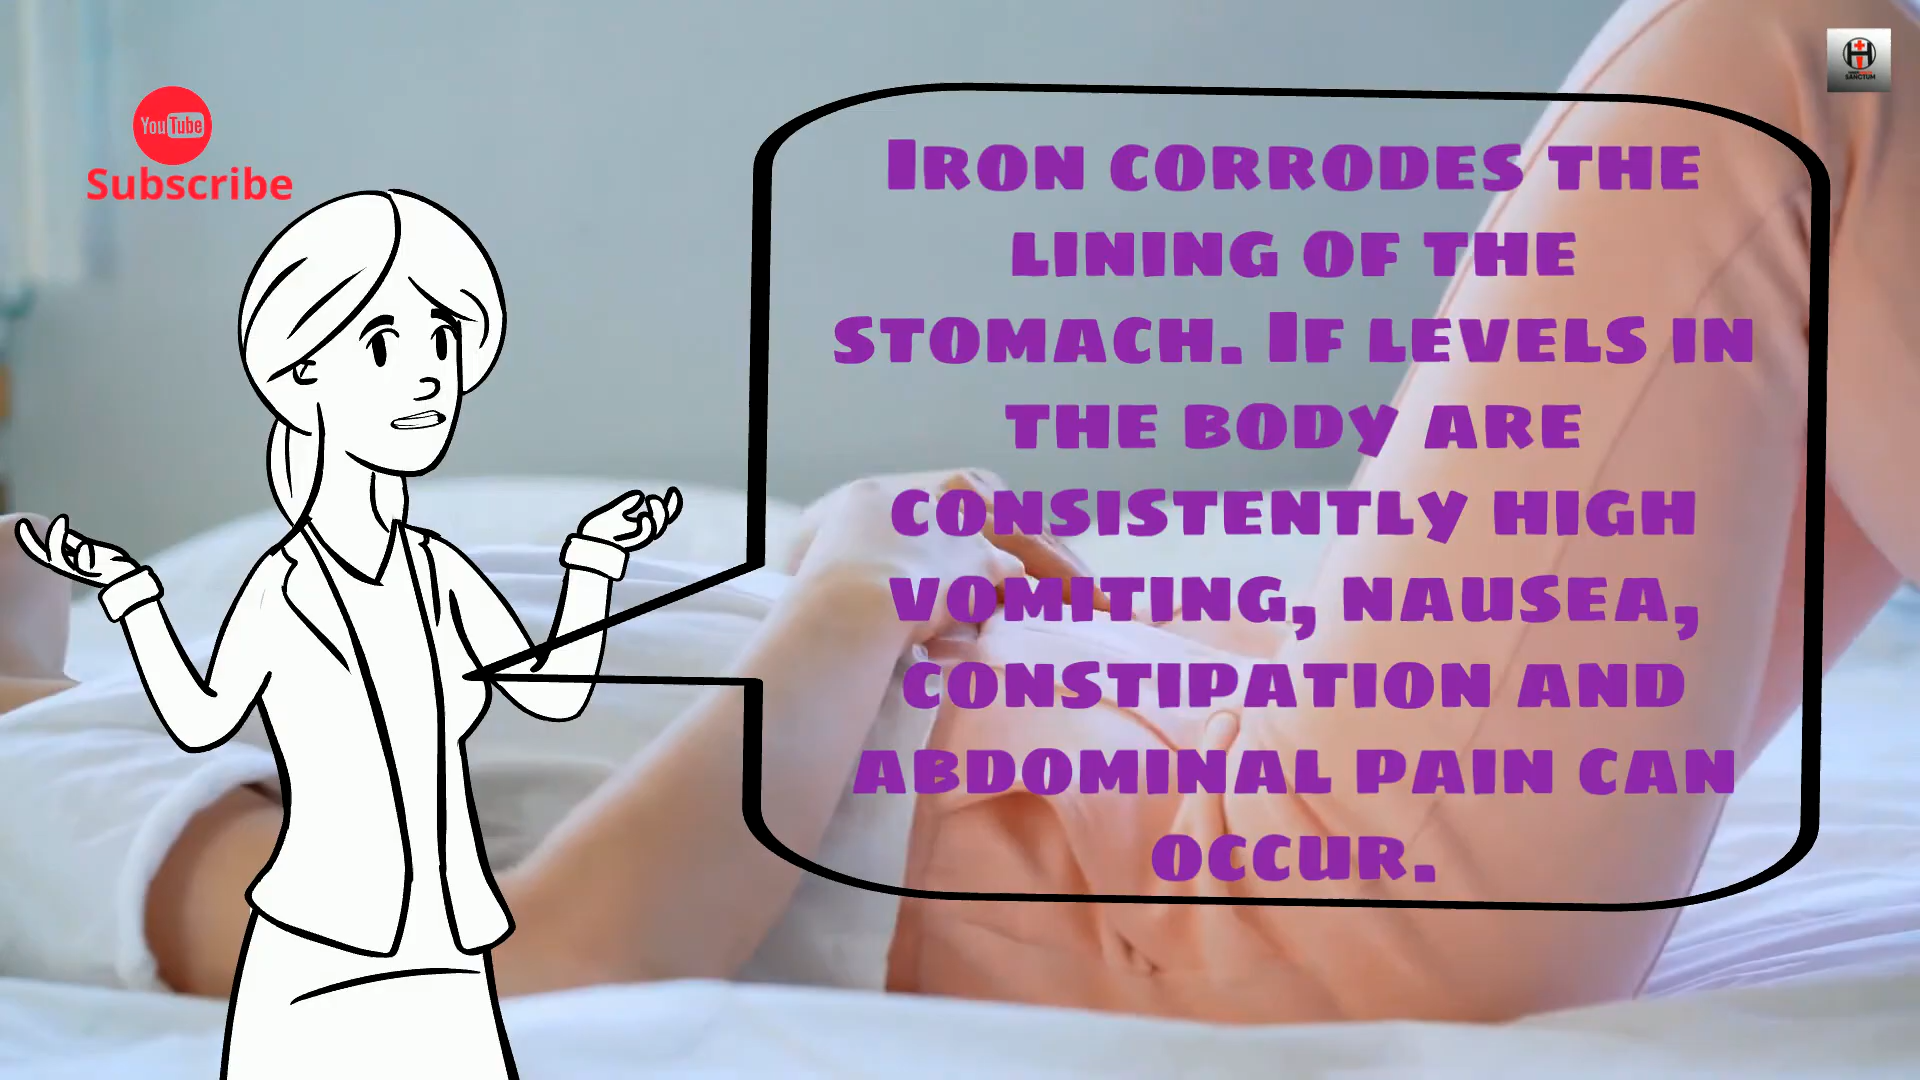 YouTube
Subscribe
Iron corrodes the
lining of the
stomach. If levels in
the body are
consistently high
vomiting, nausea,
constipation and
abdominal pain can
occur.
H
SANCTUM